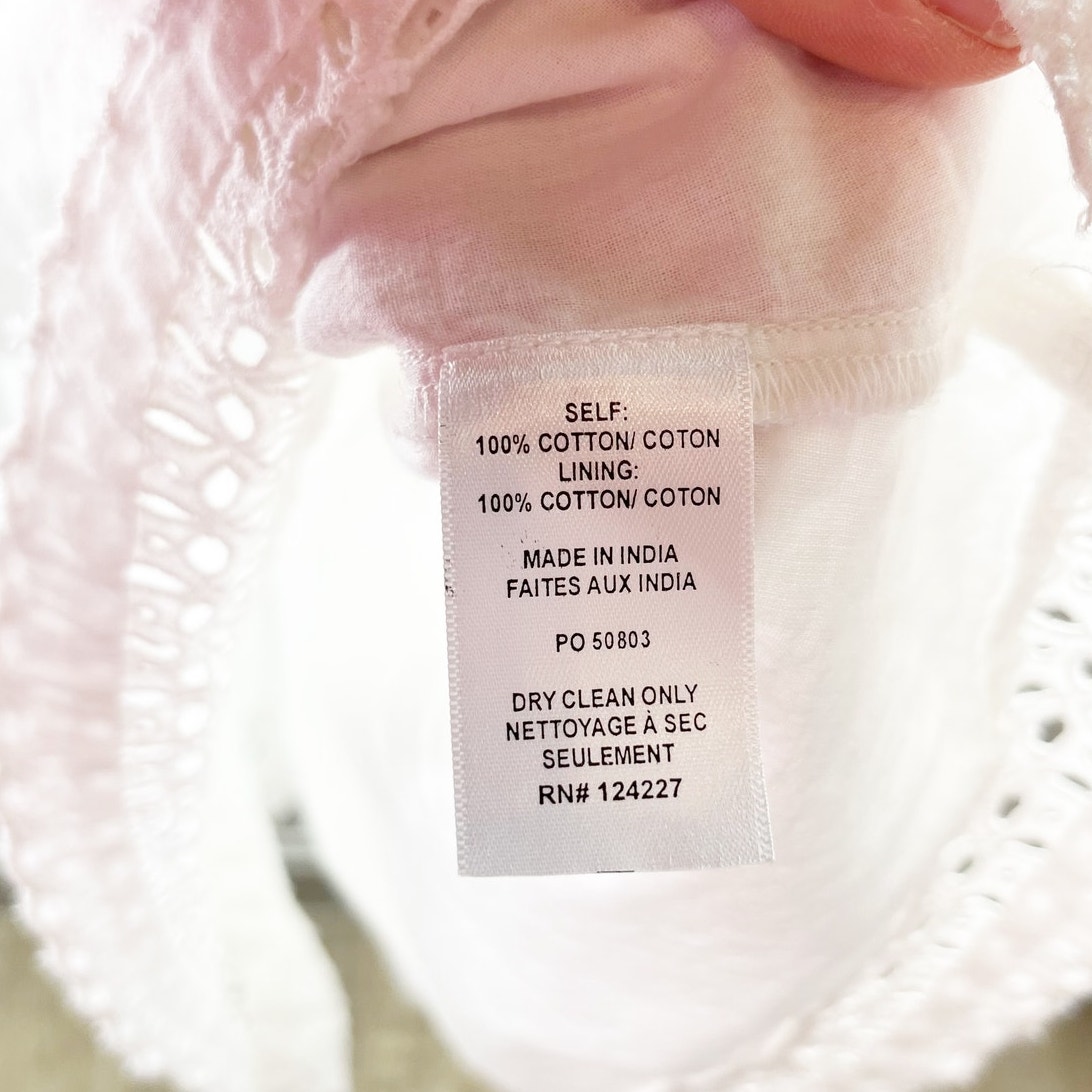 SELF:
100% COTTON/ COTON
LINING:
100% COTTON/ COTON
MADE IN INDIA
FAITES AUX INDIA
PO 50803
DRY CLEAN ONLY
NETTOYAGE À SEC
SEULEMENT
RN# 124227